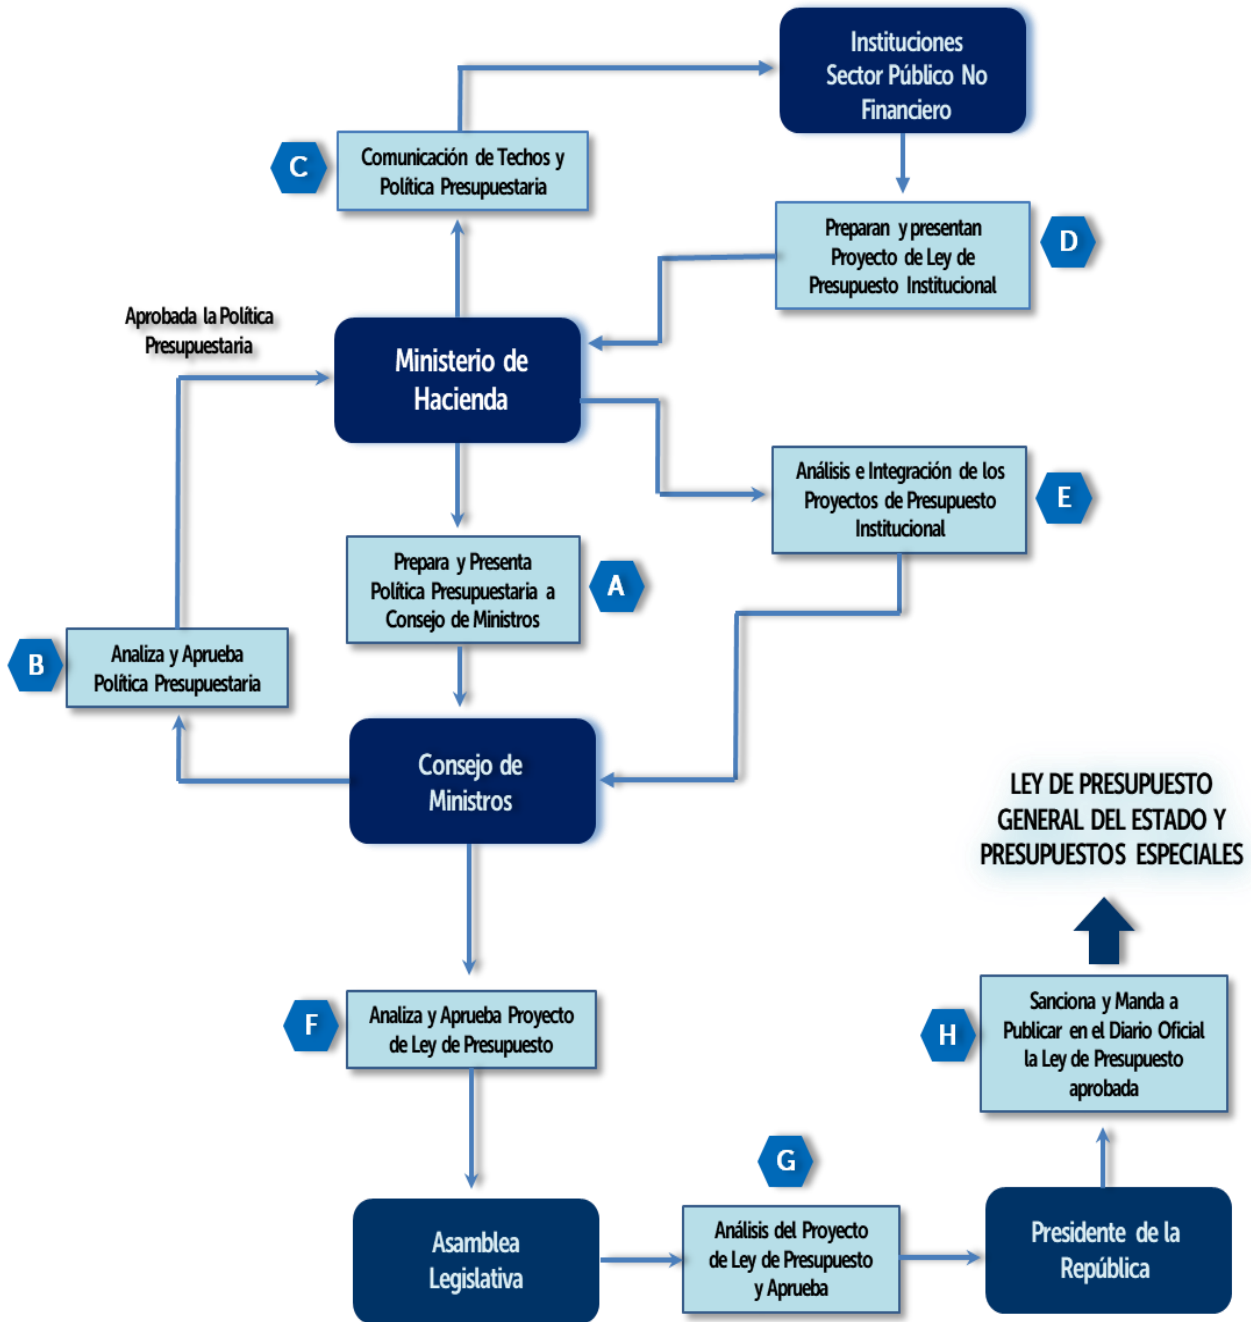 Instituciones
Sector Público No
Financiero
C
Comunicación de Techos y
Política Presupuestaria
Preparan y presentan
Proyecto de Ley de
Presupuesto Institucional
D
Aprobada la Política
Presupuestaria
Ministerio de
Hacienda
Análisis e Integración de los
Proyectos de Presupuesto
Institucional
E
Prepara y Presenta
Política Presupuestaria a
Consejo de Ministros
A
B
Analiza y Aprueba
Política Presupuestaria
Consejo de
Ministros
LEY DE PRESUPUESTO
GENERAL DEL ESTADO Y
PRESUPUESTOS ESPECIALES
F
Analiza y Aprueba Proyecto
de Ley de Presupuesto
H
Sanciona y Manda a
Publicar en el Diario Oficial
la Ley de Presupuesto
aprobada
G
Asamblea
Legislativa
Análisis del Proyecto
de Ley de Presupuesto
y Aprueba
Presidente de la
República